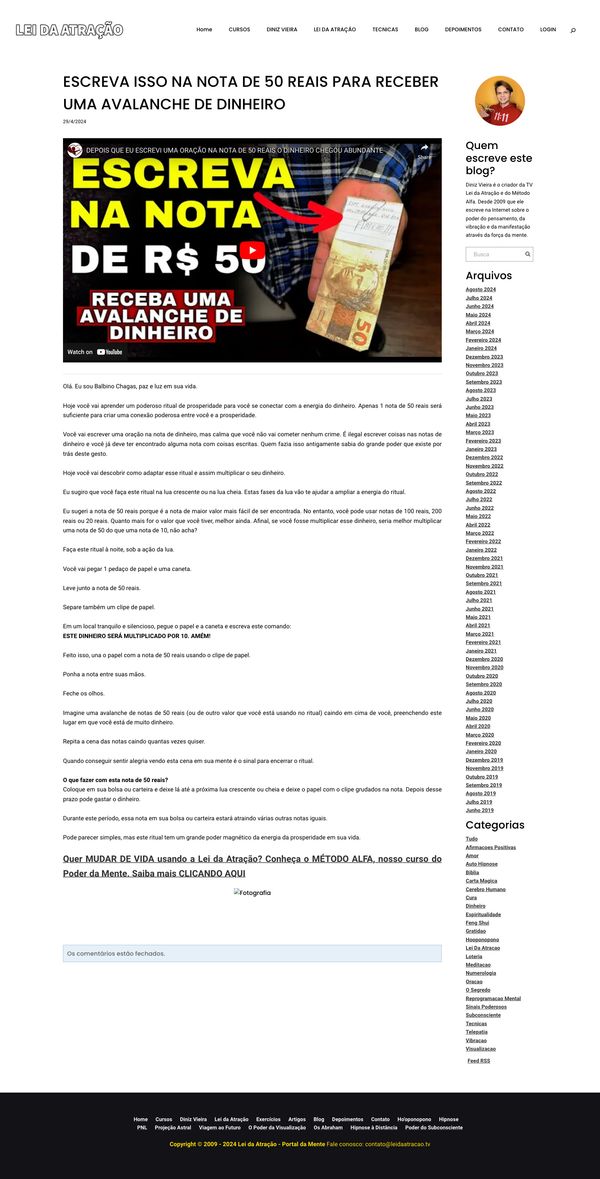 LEI DA ATRAÇÃO
Home CURSOS DINIZ VIEIRA LEI DA ATRAÇÃO TECNICAS BLOG DEPOIMENTOS CONTATO LOGIN
ESCREVA ISSO NA NOTA DE 50 REAIS PARA RECEBER
UMA AVALANCHE DE DINHEIRO
29/4/2024
DEPOIS QUE EU ESCREVI UMA ORAÇÃO NA NOTA DE 50 REAIS O DINHEIRO CHEGOU ABUNDANTE
Share
ESCREVA
NA NOTA
DE R$ 50
RECEBA UMA
AVALANCHE DE
DINHEIRO
50
Watch on YouTube
Olá. Eu sou Balbino Chagas, paz e luz em sua vida.
Hoje você vai aprender um poderoso ritual de prosperidade para você se conectar com a energia do dinheiro. Apenas 1 nota de 50 reais será
suficiente para criar uma conexão poderosa entre você e a prosperidade.
Você vai escrever uma oração na nota de dinheiro, mas calma que você não vai cometer nenhum crime. É ilegal escrever coisas nas notas de
dinheiro e você já deve ter encontrado alguma nota com coisas escritas. Quem fazia isso antigamente sabia do grande poder que existe por
trás deste gesto.
Hoje você vai descobrir como adaptar esse ritual e assim multiplicar o seu dinheiro.
Eu sugiro que você faça este ritual na lua crescente ou na lua cheia. Estas fases da lua vão te ajudar a ampliar a energia do ritual.
Eu sugeri a nota de 50 reais porque é a nota de maior valor mais fácil de ser encontrada. No entanto, você pode usar notas de 100 reais, 200
reais ou 20 reais. Quanto mais for o valor que você tiver, melhor ainda. Afinal, se você fosse multiplicar esse dinheiro, seria melhor multiplicar
uma nota de 50 do que uma nota de 10, não acha?
Faça este ritual à noite, sob a ação da lua.
Você vai pegar 1 pedaço de papel e uma caneta.
Leve junto a nota de 50 reais.
Separe também um clipe de papel.
Em um local tranquilo e silencioso, pegue o papel e a caneta e escreva este comando:
ESTE DINHEIRO SERÁ MULTIPLICADO POR 10. AMÉM!
Feito isso, una o papel com a nota de 50 reais usando o clipe de papel.
Ponha a nota entre suas mãos.
Feche os olhos.
Imagine uma avalanche de notas de 50 reais (ou de outro valor que você está usando no ritual) caindo em cima de você, preenchendo este
lugar em que você está de muito dinheiro.
Repita a cena das notas caindo quantas vezes quiser.
Quando conseguir sentir alegria vendo esta cena em sua mente é o sinal para encerrar o ritual.
O que fazer com esta nota de 50 reais?
Coloque em sua bolsa ou carteira e deixe lá até a próxima lua crescente ou cheia e deixe o papel com o clipe grudados na nota. Depois desse
prazo pode gastar o dinheiro.
Durante este período, essa nota em sua bolsa ou carteira estará atraindo várias outras notas iguais.
Pode parecer simples, mas este ritual tem um grande poder magnético da energia da prosperidade em sua vida.
Quer MUDAR DE VIDA usando a Lei da Atração? Conheça o MÉTODO ALFA, nosso curso do
Poder da Mente. Saiba mais CLICANDO AQUI
Fotografia
Os comentários estão fechados.
11:11
Quem
escreve este
blog?
Diniz Vieira é o criador da TV
Lei da Atração e do Método
Alfa. Desde 2009 que ele
escreve na Internet sobre o
poder do pensamento, da
vibração e da manifestação
através da força da mente.
Busca
Arquivos
Agosto 2024
Julho 2024
Junho 2024
Maio 2024
Abril 2024
Março 2024
Fevereiro 2024
Janeiro 2024
Dezembro 2023
Novembro 2023
Outubro 2023
Setembro 2023
Agosto 2023
Julho 2023
Junho 2023
Maio 2023
Abril 2023
Março 2023
Fevereiro 2023
Janeiro 2023
Dezembro 2022
Novembro 2022
Outubro 2022
Setembro 2022
Agosto 2022
Julho 2022
Junho 2022
Maio 2022
Abril 2022
Março 2022
Fevereiro 2022
Janeiro 2022
Dezembro 2021
Novembro 2021
Outubro 2021
Setembro 2021
Agosto 2021
Julho 2021
Junho 2021
Maio 2021
Abril 2021
Março 2021
Fevereiro 2021
Janeiro 2021
Dezembro 2020
Novembro 2020
Outubro 2020
Setembro 2020
Agosto 2020
Julho 2020
Junho 2020
Maio 2020
Abril 2020
Março 2020
Fevereiro 2020
Janeiro 2020
Dezembro 2019
Novembro 2019
Outubro 2019
Setembro 2019
Agosto 2019
Julho 2019
Junho 2019
Categorias
Tudo
Afirmacoes Positivas
Amor
Auto Hipnose
Bíblia
Carta Magica
Cerebro Humano
Cura
Dinheiro
Espiritualidade
Feng Shui
Gratidao
Hooponopono
Lei Da Atracao
Loteria
Meditacao
Numerologia
Oracao
O Segredo
Reprogramacao Mental
Sinais Poderosos
Subconsciente
Tecnicas
Telepatia
Vibracao
Visualizacao
Feed RSS
Home Cursos Diniz Vieira Lei da Atração Exercícios Artigos Blog Depoimentos Contato Ho'oponopono Hipnose
PNL Projeção Astral Viagem ao Futuro O Poder da Visualização Os Abraham Hipnose à Distância Poder do Subconsciente
Copyright © 2009 - 2024 Lei da Atração - Portal da Mente Fale conosco: contato@leidaatracao.tv